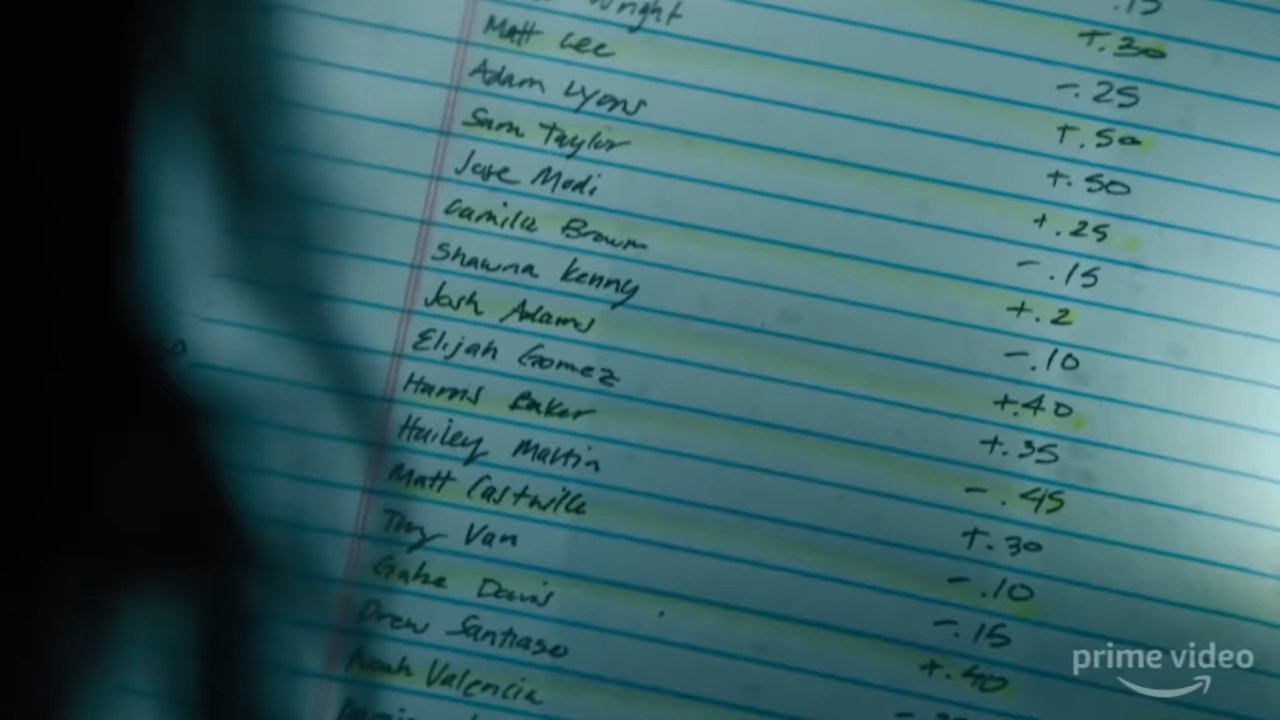 .15
+.30
Wright -.25
Matt Lee +.50
Adam Lyons +.50
Sam Taylor +.25
Jose Modi -.15
Camila Brown +.2
Shawna Kenny -.10
Josh Adams +.40
Elijah Gomez +.35
Harris Baker -.45
Hailey Martin +.30
Matt -.10
Van -.15
Gabe Davis +.40
Drew Santiago
Noah Valencia
prime video